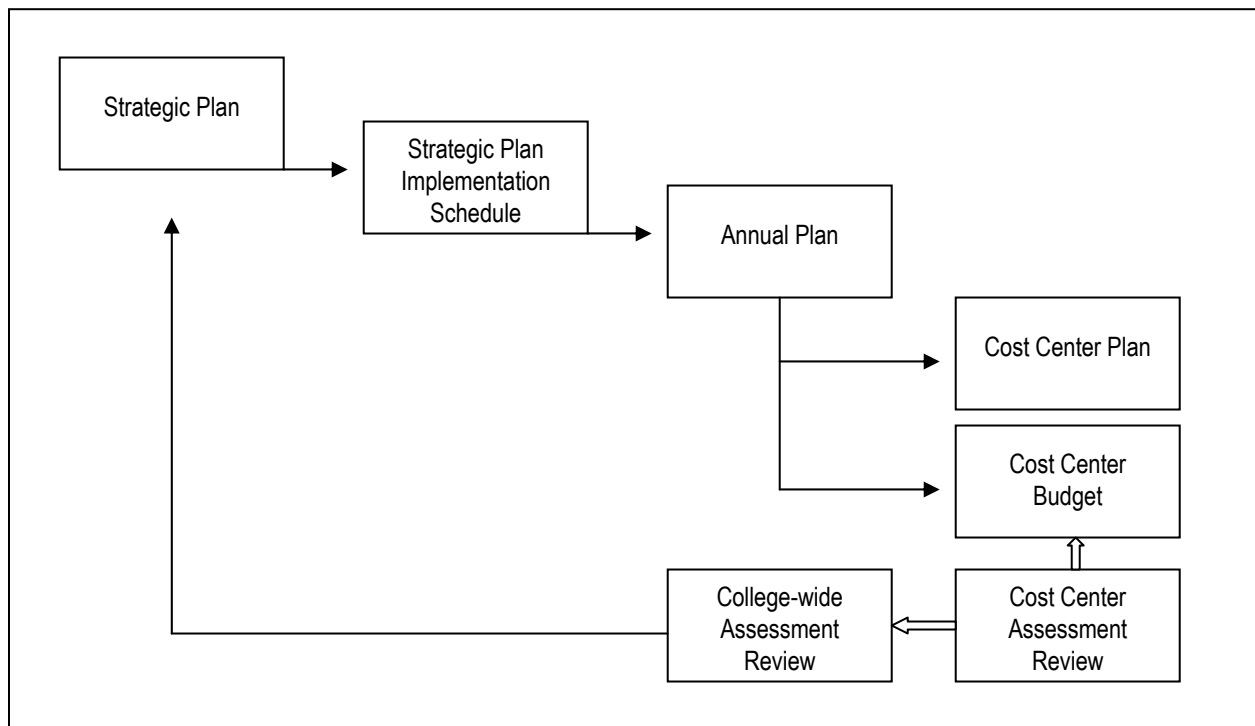 Strategic Plan
Strategic Plan
Implementation
Schedule
Annual Plan
Cost Center Plan
Cost Center
Budget
College-wide
Assessment
Review
Cost Center
Assessment
Review